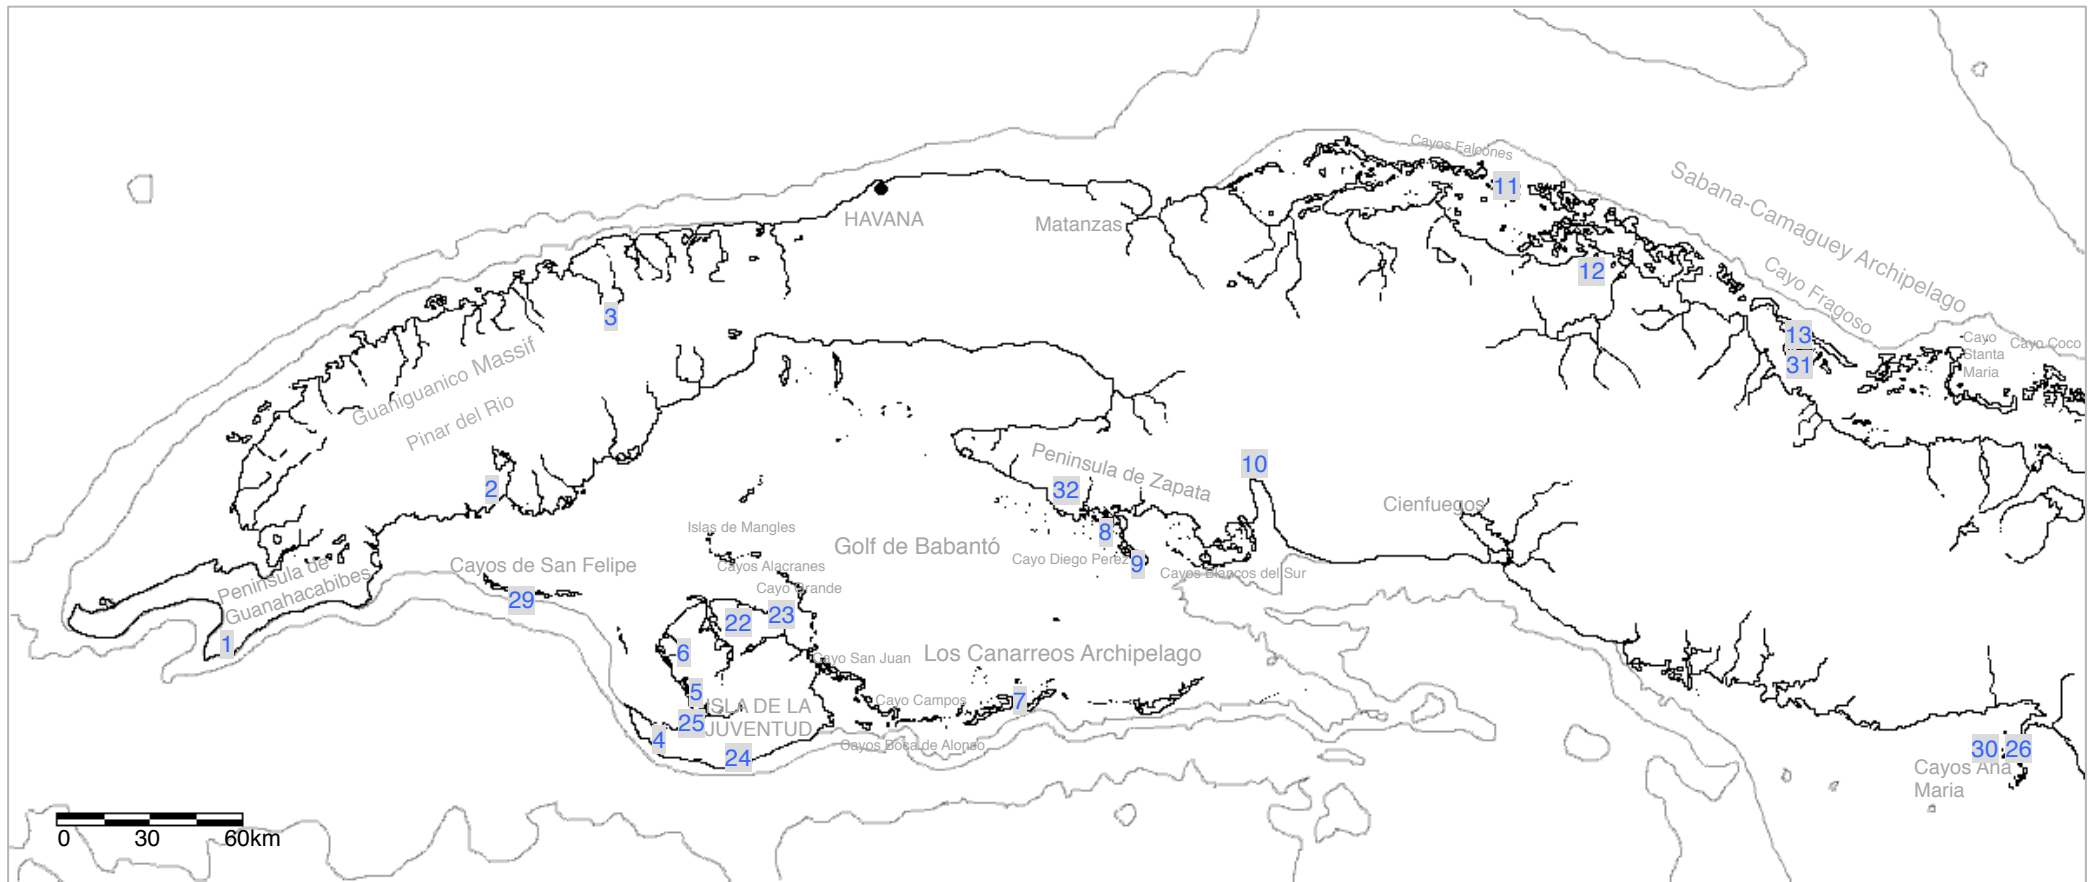 Cayos Falcones
11
Sabana-Camaguey Archipelago
HAVANA
Matanzas
12
Cayo Fragoso
3
13
31
Cayo
Stanta
Maria
Cayo Coco
Guaniguanico Massif
Pinar del Rio
10
2
32
Peninsula de Zapata
Cienfuegos
Islas de Mangles
8
Golf de Babantó
Cayo Diego Perez
9
Cayos Blancos del Sur
Cayos de San Felipe
Cayos Alacranes
Cayo Grande
Peninsula de
Guanahacabibes
29
22
23
1
6
Cayo San Juan
Los Canarreos Archipelago
5
Cayo Campos
7
ISLA DE LA
JUVENTUD
25
4
24
Cayos Boca de Alonso
30
26
Cayos Ana
Maria
0
30
60km